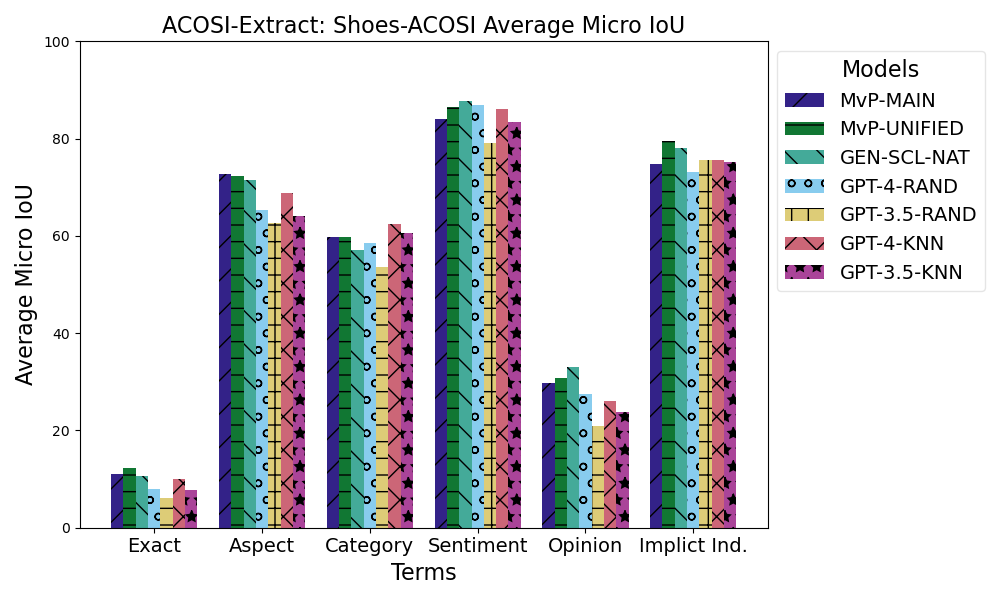 ACOSI-Extract: Shoes-ACOSI Average Micro IoU
100
80
60
40
20
0
Average Micro IoU
Exact Aspect Category Sentiment Opinion Implict Ind.
Terms
Models
MvP-MAIN
MvP-UNIFIED
GEN-SCL-NAT
GPT-4-RAND
GPT-3.5-RAND
GPT-4-KNN
GPT-3.5-KNN